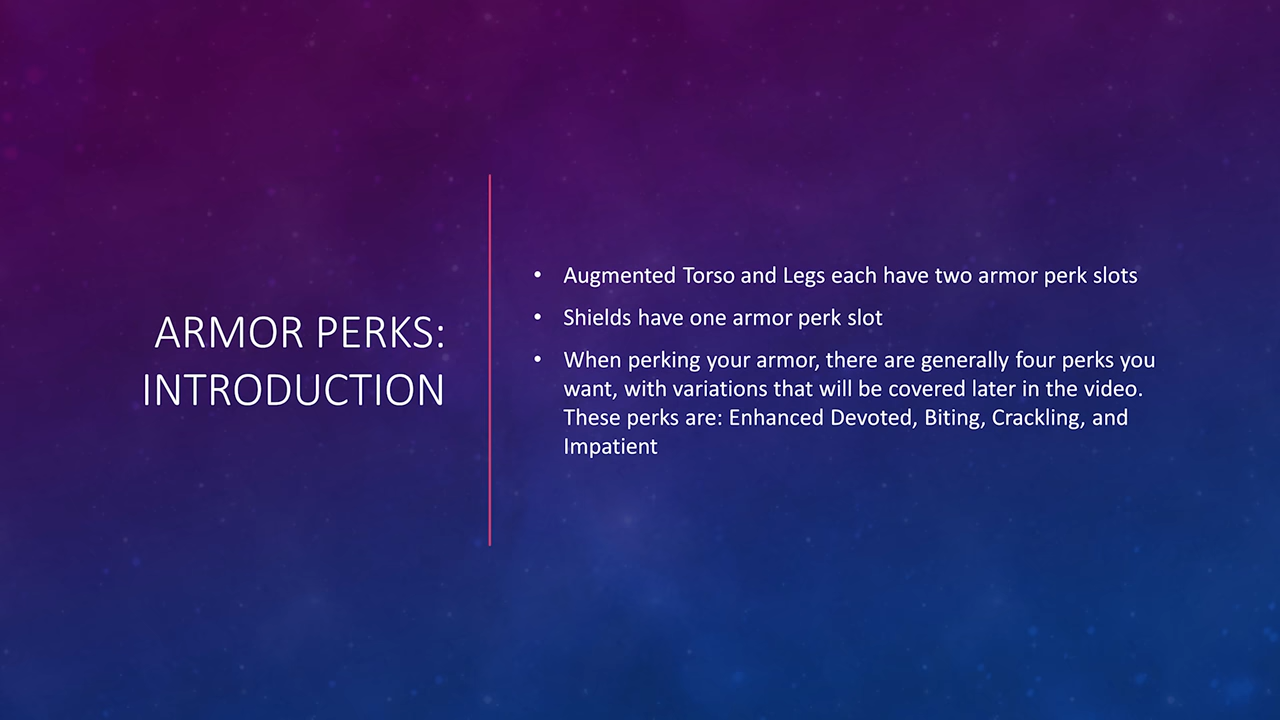 ARMOR PERKS:
INTRODUCTION
• Augmented Torso and Legs each have two armor perk slots
• Shields have one armor perk slot
• When perking your armor, there are generally four perks you
want, with variations that will be covered later in the video.
These perks are: Enhanced Devoted, Biting, Crackling, and
Impatient